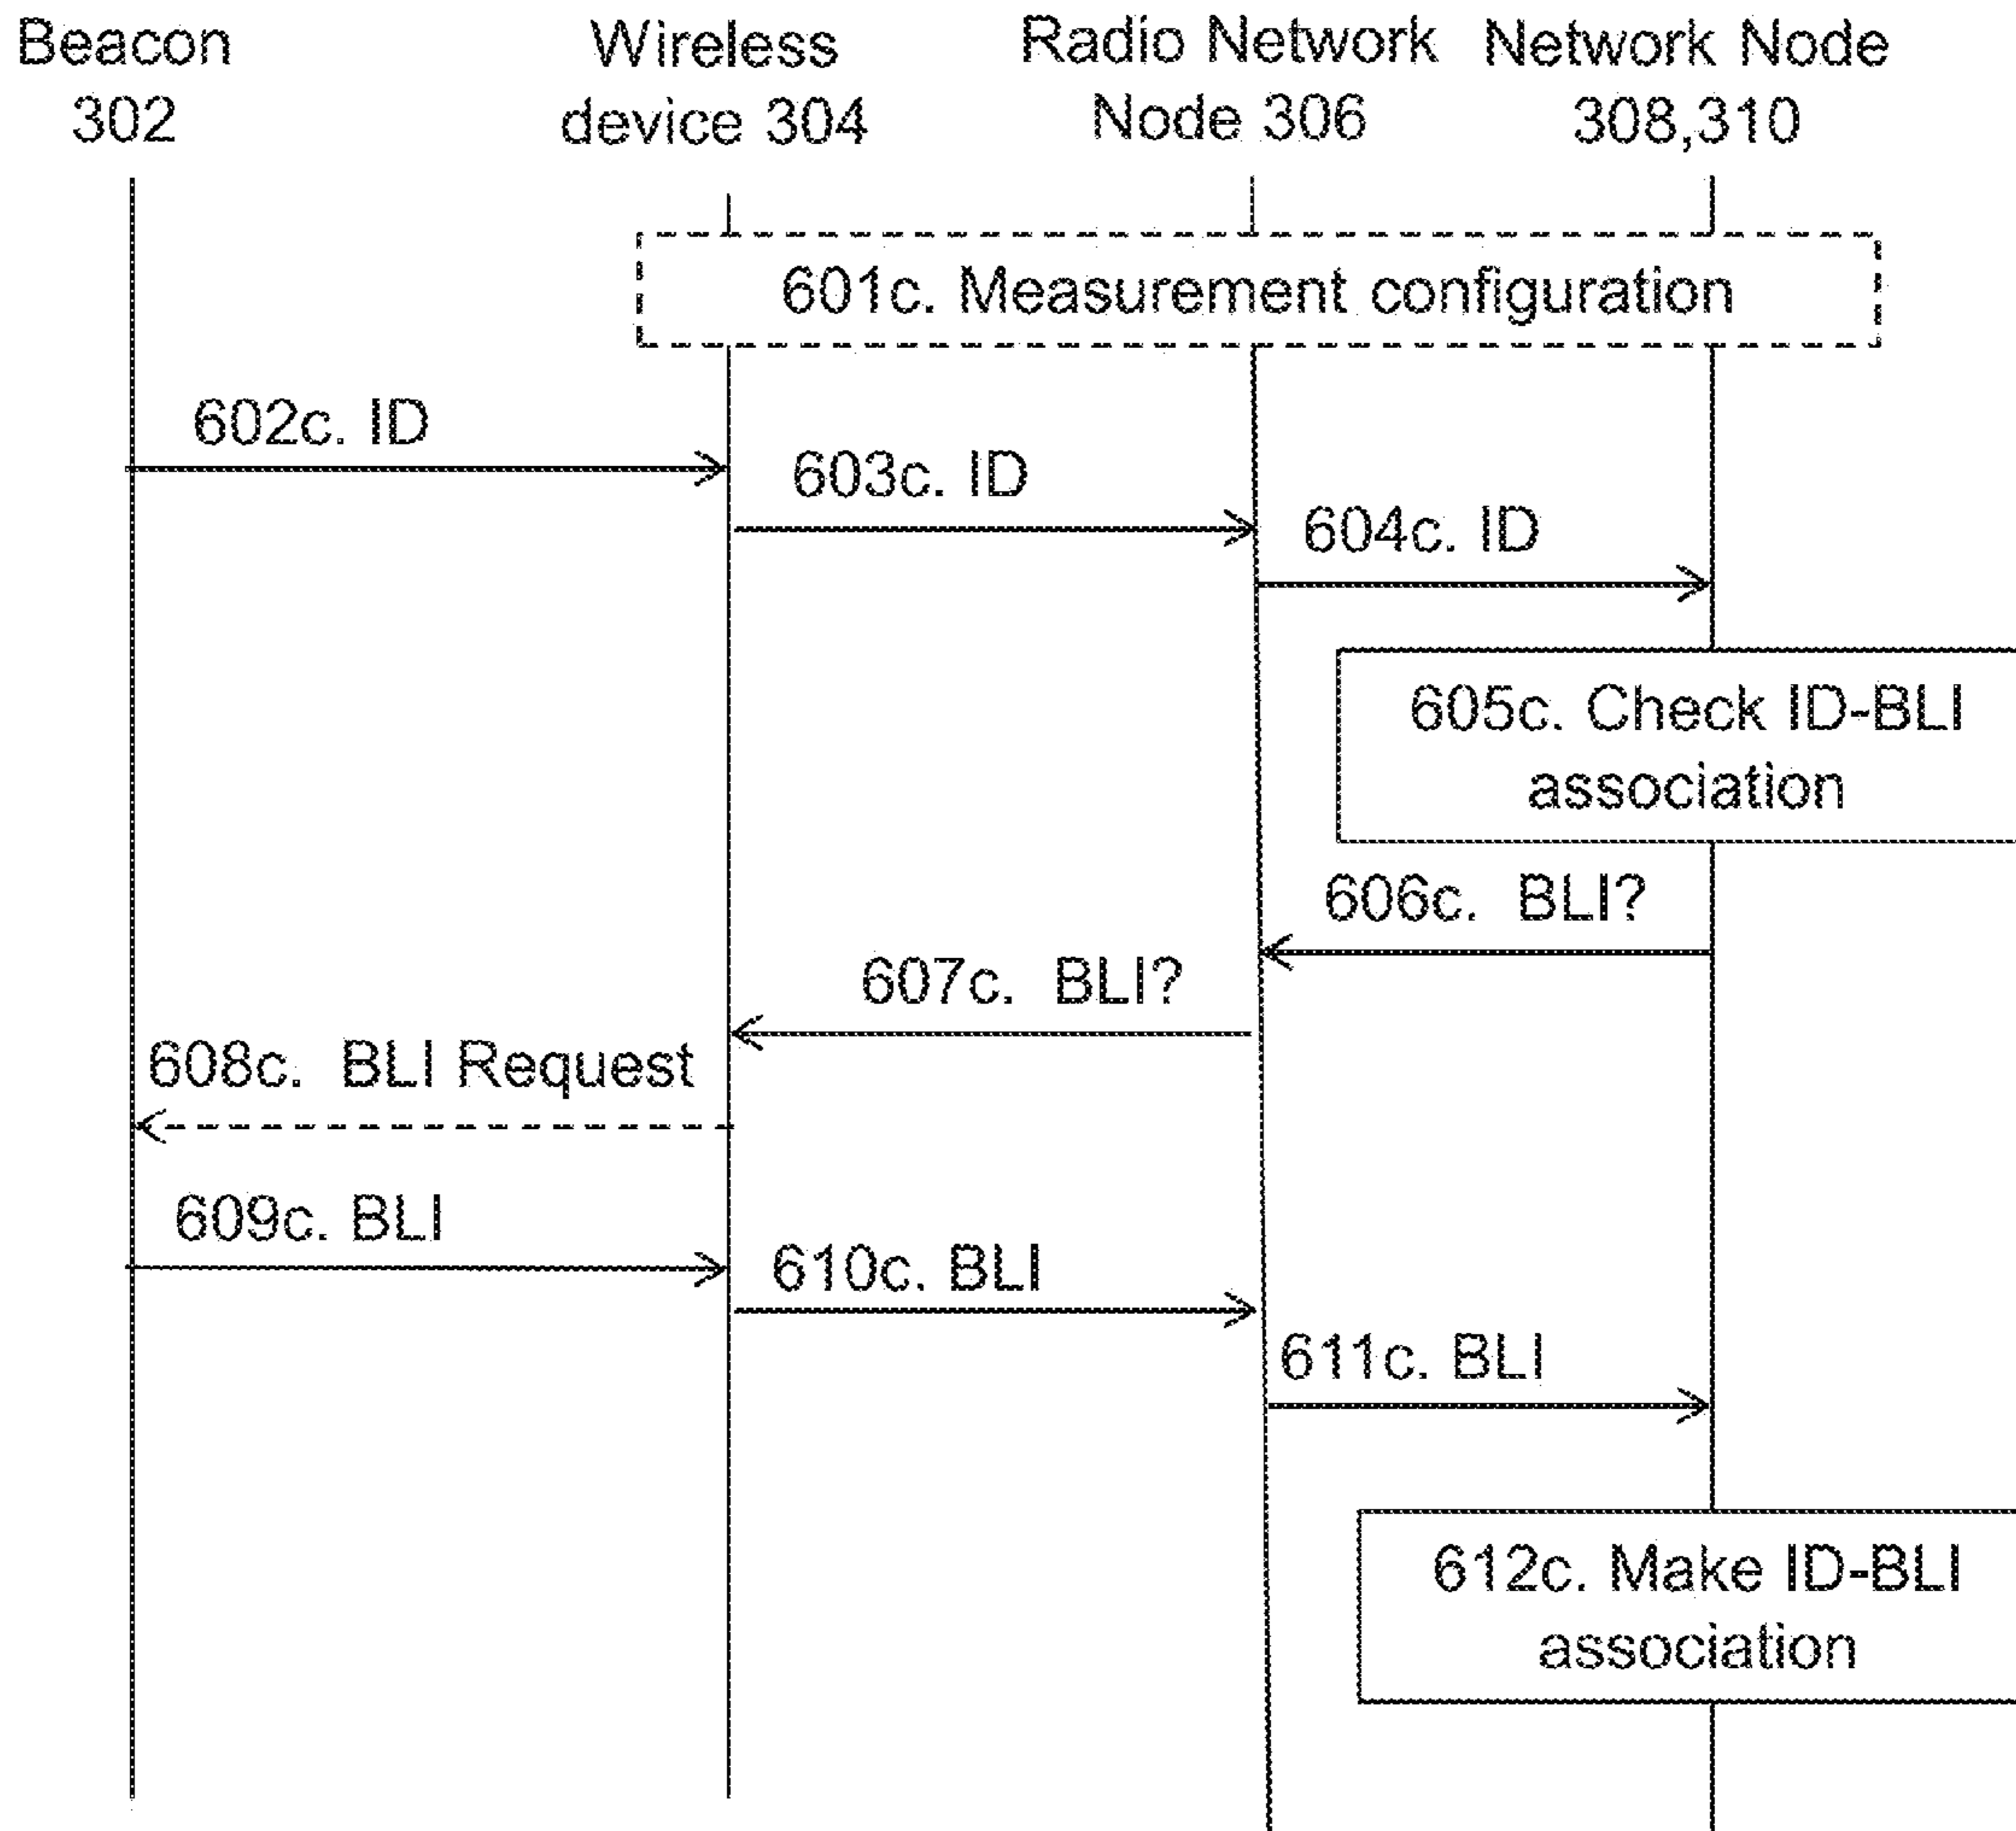 Beacon
302
Wireless
device 304
Radio Network
Node 306
Network Node
308,310
601c. Measurement configuration
602c. ID
603c. ID
604c. ID
605c. Check ID-BLI
association
606c. BLI?
607c. BLI?
608c. BLI Request
609c. BLI
610c. BLI
611c. BLI
612c. Make ID-BLI
association